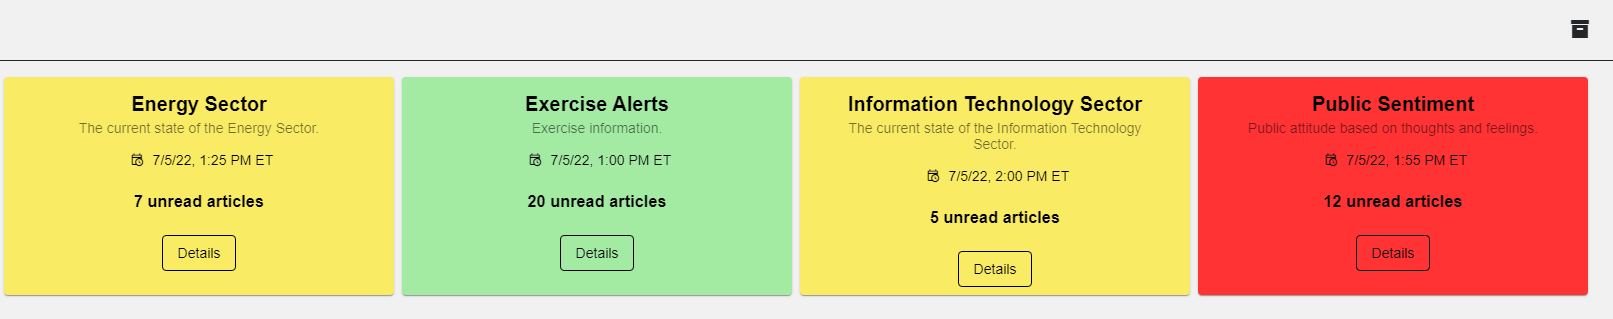 Energy Sector
The current state of the Energy Sector.
7/5/22, 1:25 PM ET
7 unread articles
Details
Exercise Alerts
Exercise information.
7/5/22, 1:00 PM ET
20 unread articles
Details
Information Technology Sector
The current state of the Information Technology
Sector.
7/5/22, 2:00 PM ET
5 unread articles
Details
Public Sentiment
Public attitude based on thoughts and feelings.
7/5/22, 1:55 PM ET
12 unread articles
Details